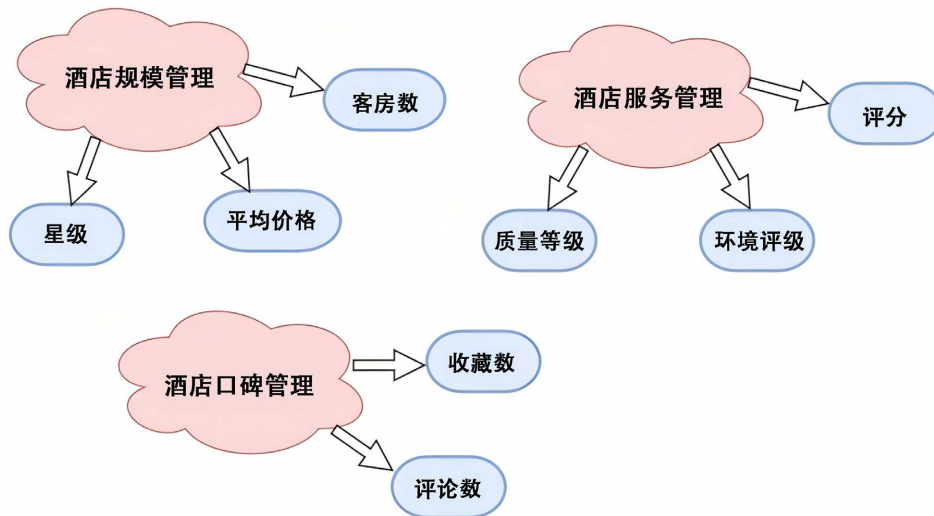 酒店规模管理
客房数
星级
平均价格
酒店服务管理
评分
质量等级
环境评级
酒店口碑管理
收藏数
评论数